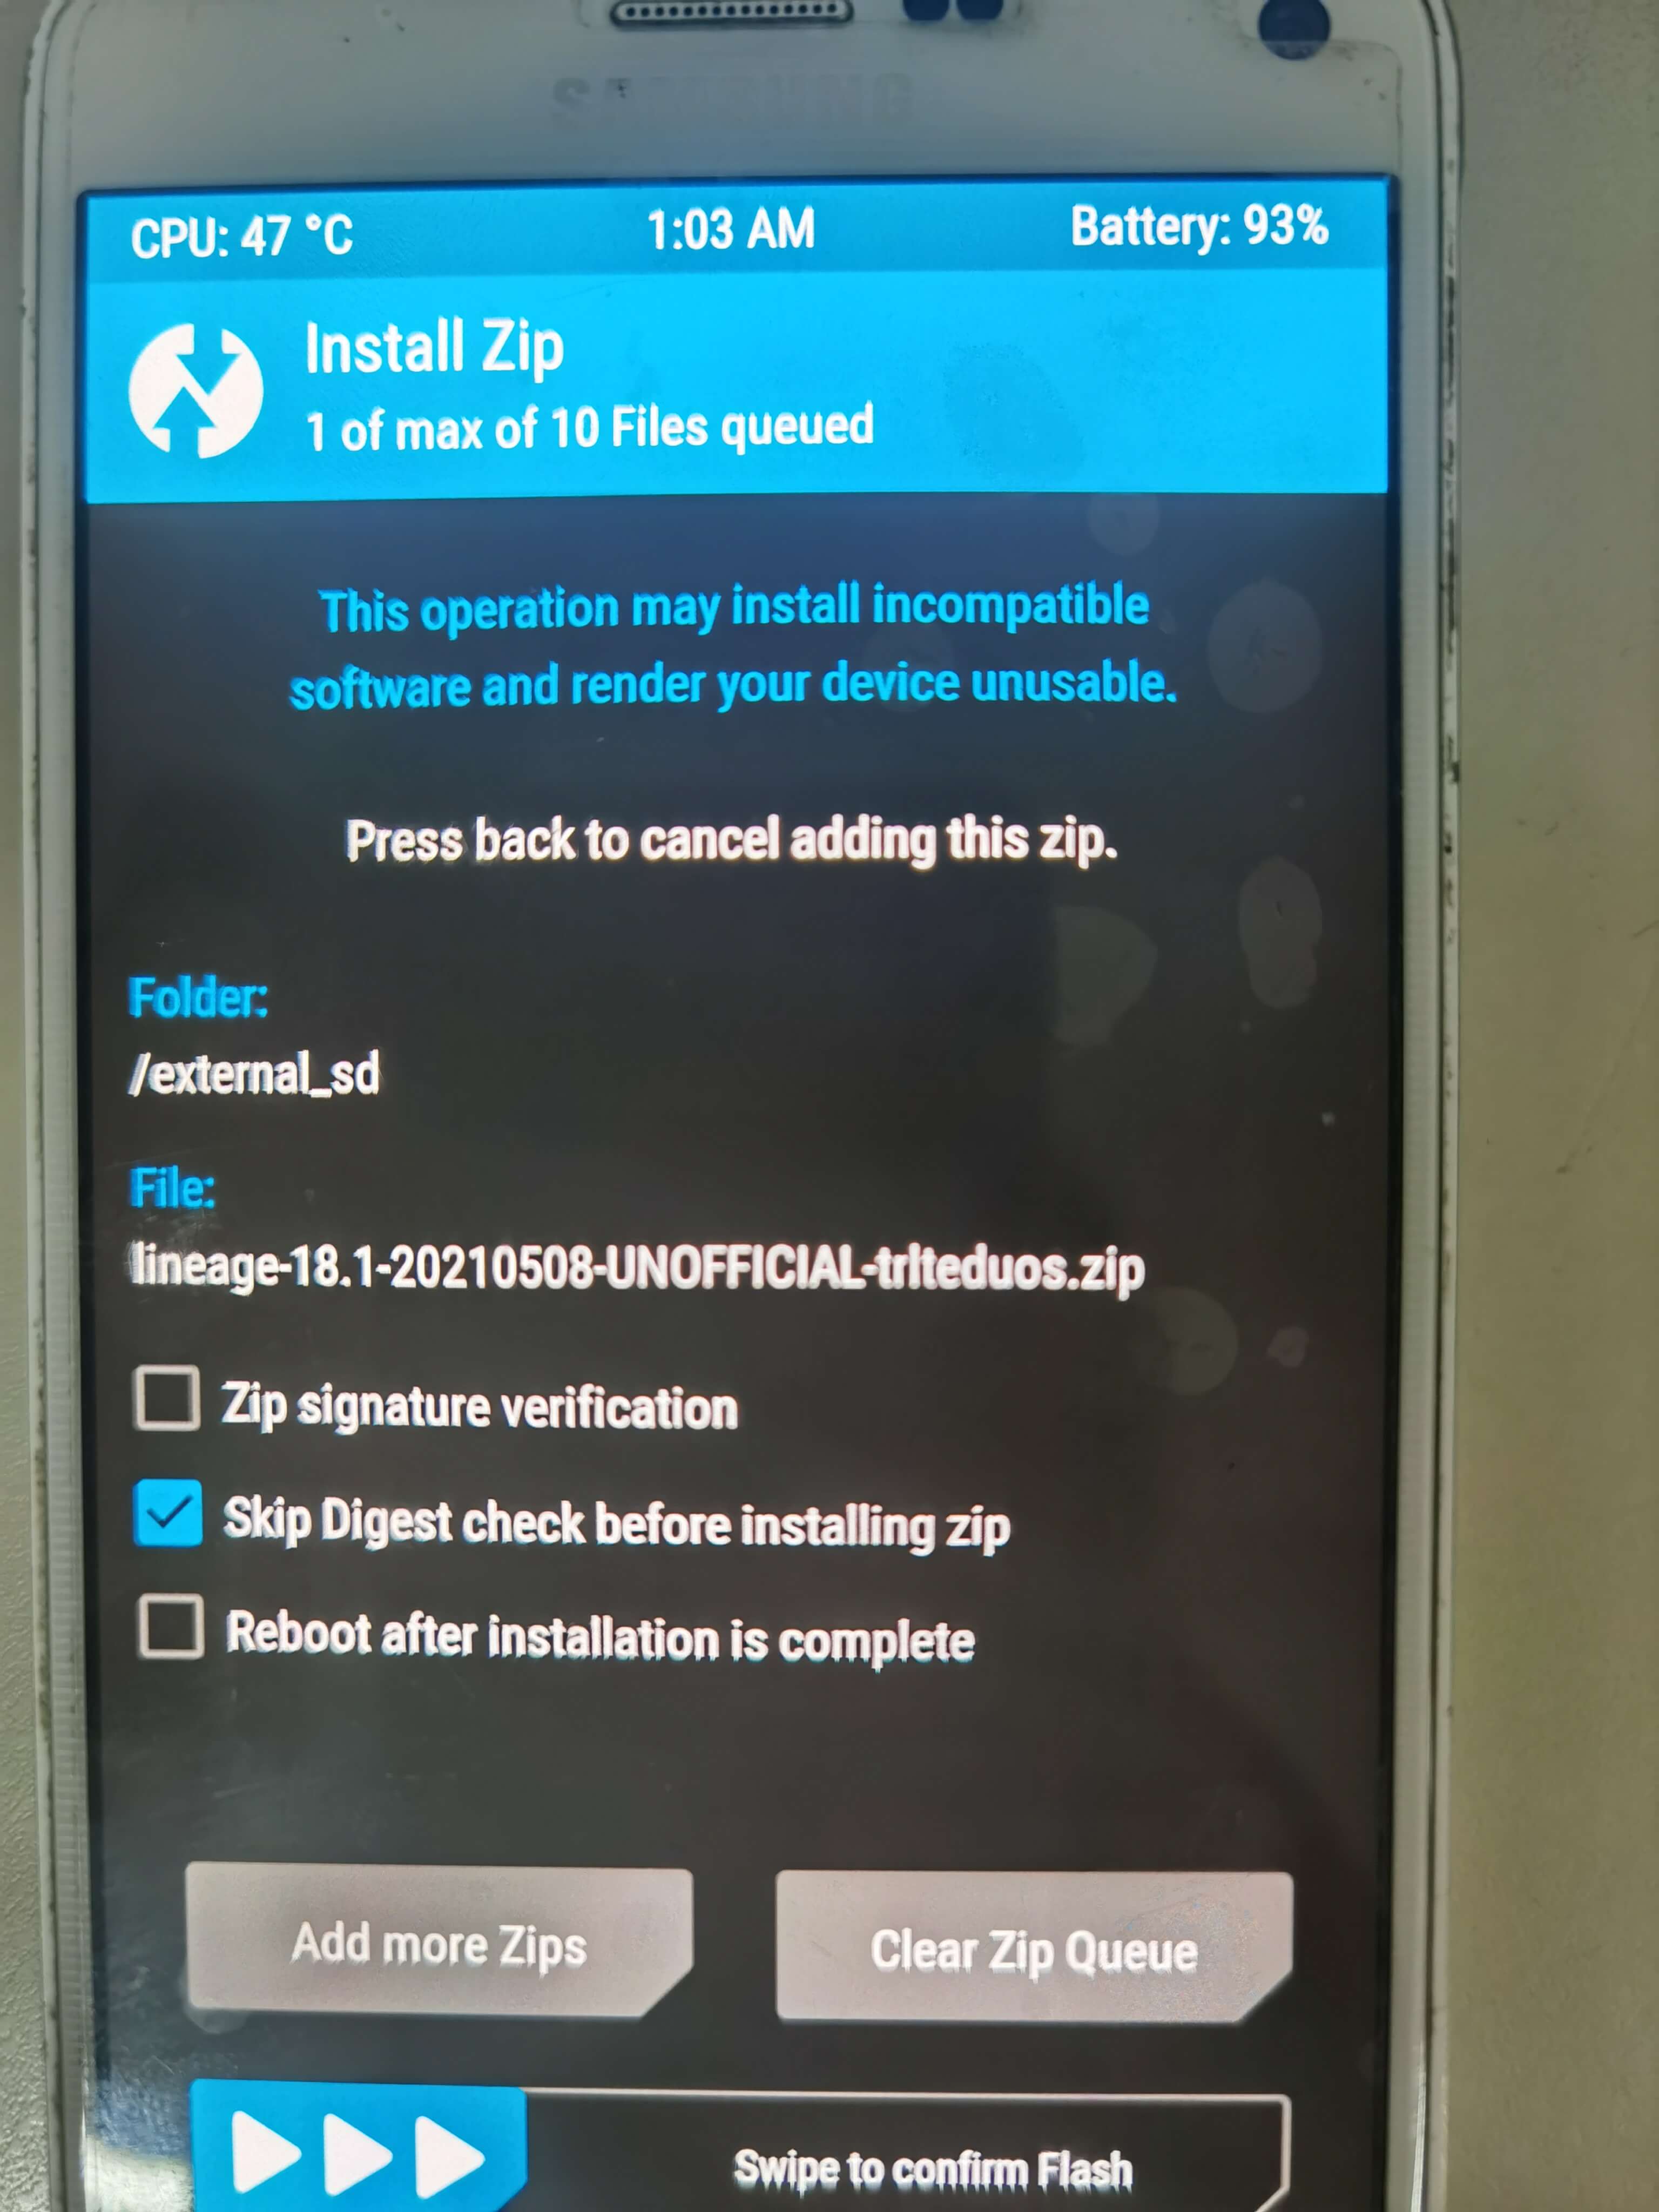 SAMSUNG
CPU: 47 °C
1:03 AM
Battery: 93%
Install Zip
1 of max of 10 Files queued
This operation may install incompatible
software and render your device unusable.
Press back to cancel adding this zip.
Folder:
/external_sd
File:
lineage-18.1-20210508-UNOFFICIAL-trlteduos.zip
Zip signature verification
Skip Digest check before installing zip
Reboot after installation is complete
Add more Zips
Clear Zip Queue
Swipe to confirm Flash